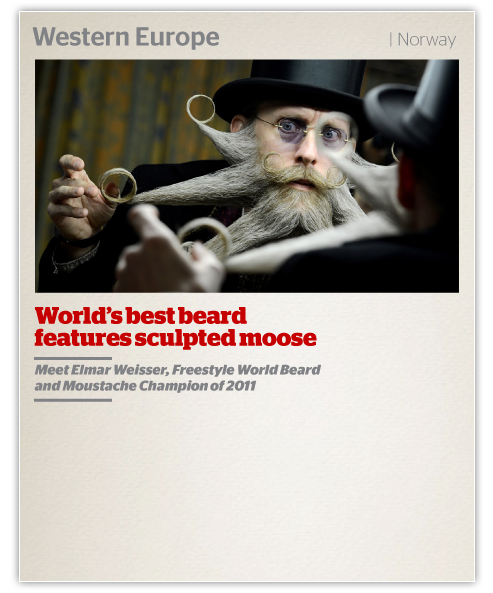 Western Europe
| Norway
World's best beard
features sculpted moose
Meet Elmar Weisser, Freestyle World Beard
and Moustache Champion of 2011